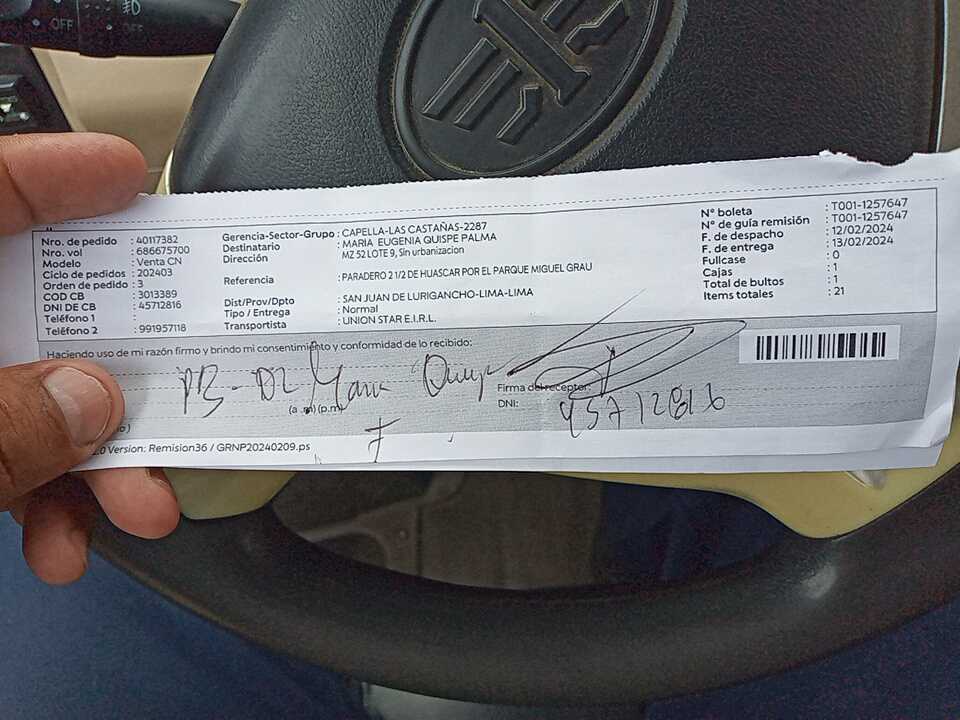 OFF
OFF
Nro. de pedido : 40117382
Nro. vol : 686675700
Modelo : Venta CN
Ciclo de pedidos : 202403
Orden de pedido : 3
COD CB : 3013389
DNI DE CB : 45712816
Teléfono 1 :
Teléfono 2 : 991957118
Gerencia-Sector-Grupo : CAPELLA-LAS CASTAÑAS-2287
Destinatario : MARIA EUGENIA QUISPE PALMA
Dirección : MZ 52 LOTE 9, Sin urbanizacion
Referencia : PARADERO 2 1/2 DE HUASCAR POR EL PARQUE MIGUEL GRAU
Dist/Prov/Dpto : SAN JUAN DE LURIGANCHO-LIMA-LIMA
Tipo / Entrega : Normal
Transportista : UNION STAR E.I.R.L.
N° boleta : T001-1257647
N° de guía remisión : T001-1257647
F. de despacho : 12/02/2024
F. de entrega : 13/02/2024
Fullcase : 0
Cajas : 1
Total de bultos : 1
Items totales : 21
Haciendo uso de mi razón firmo y brindo mi consentimiento y conformidad de lo recibido:
(a .m) (p.m)
Firma del receptor:
DNI: 45712816
.0 Version: Remision36 / GRNP20240209.ps